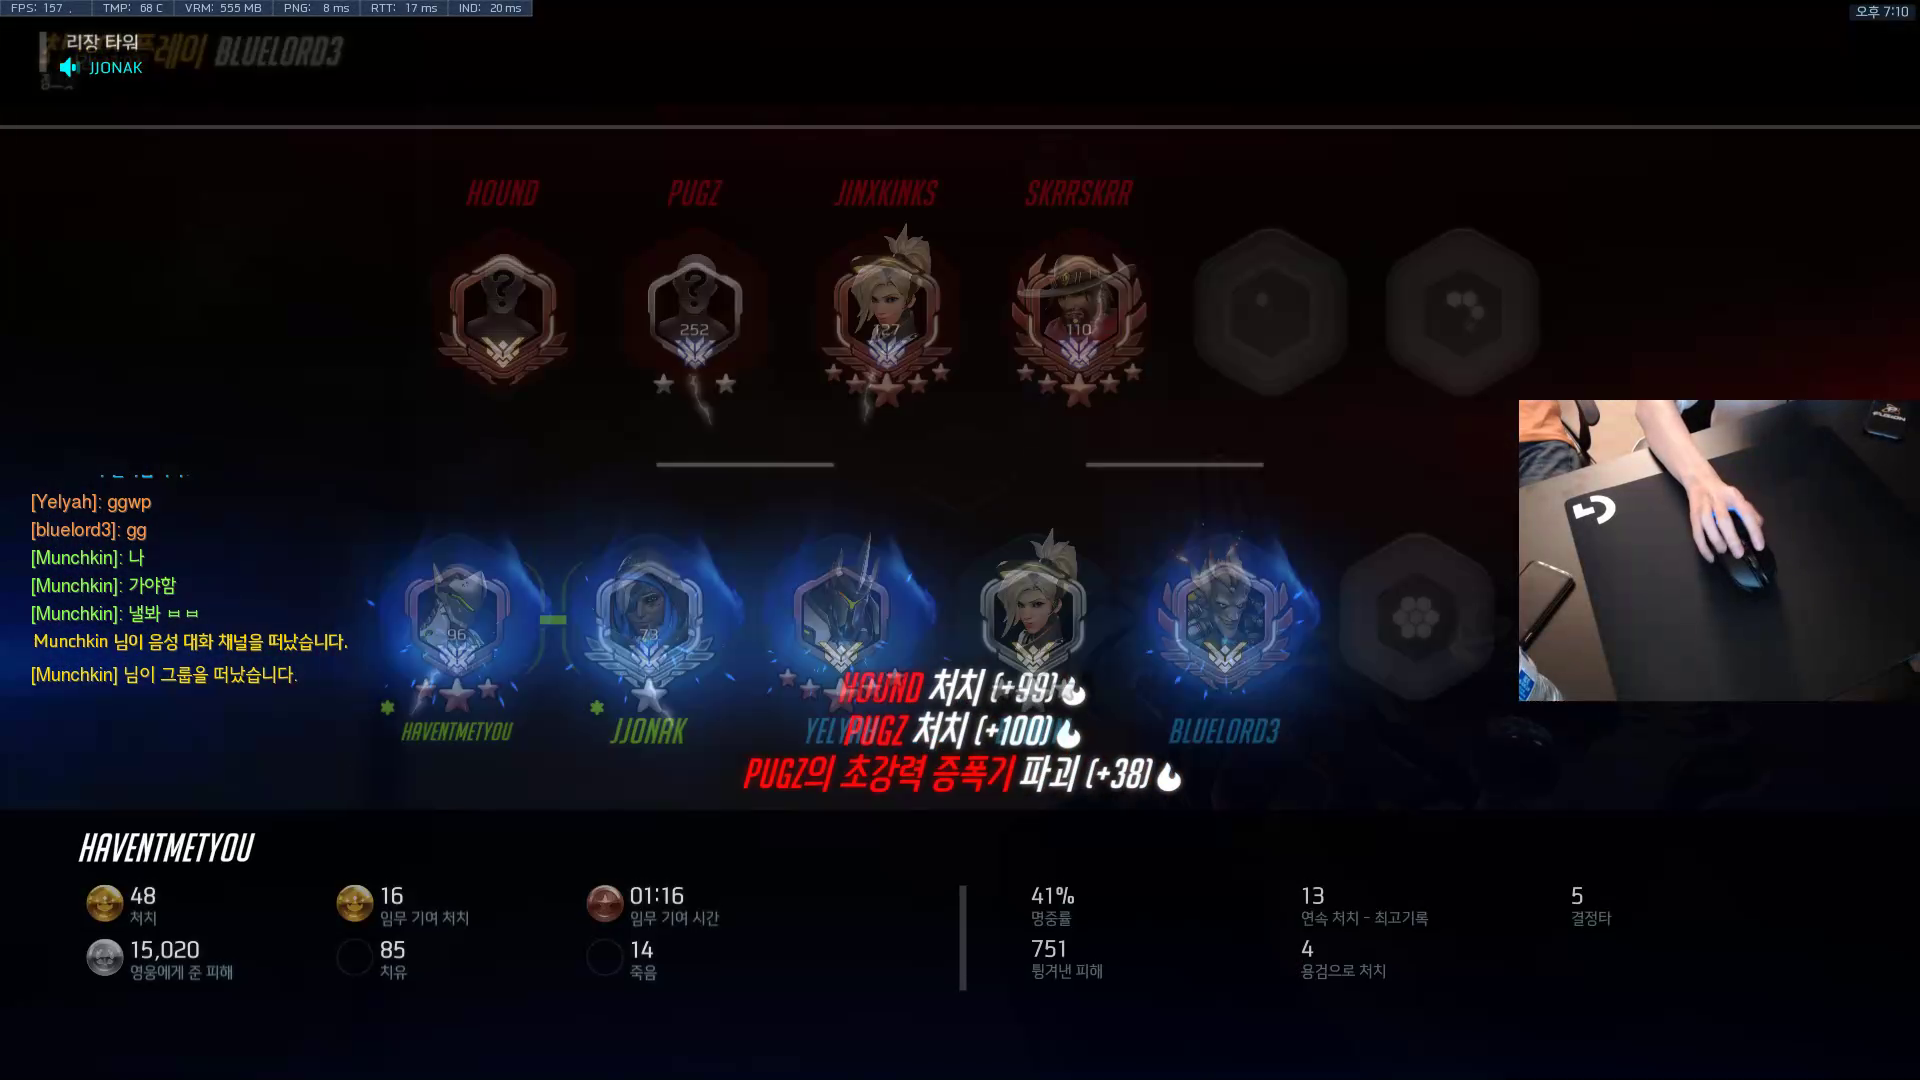 FPS: 157 . TMP: 68 C VRM: 555 MB PNG: 8 ms RTT: 17 ms IND: 20 ms
오후 7:10
리장 타워
플레이 BLUELORD3
JJONAK
HOUND PUGZ JINXKINKS SKRRSKRR
252 127 110
[Yelyah]: ggwp
[bluelord3]: gg
[Munchkin]: 나
[Munchkin]: 가야함
[Munchkin]: 낼봐 ㅂㅂ
Munchkin 님이 음성 대화 채널을 떠났습니다.
[Munchkin] 님이 그룹을 떠났습니다.
96 73
HAVENTMETYOU JJONAK BLUELORD3
HOUND 처치 (+99)
PUGZ 처치 (+100)
PUGZ의 초강력 증폭기 파괴 (+38)
HAVENTMETYOU
48 16 01:16 41% 13 5
처치 임무 기여 처치 임무 기여 시간 명중률 연속 처치 - 최고기록 결정타
15,020 85 14 751 4
영웅에게 준 피해 치유 죽음 튕겨낸 피해 용검으로 처치